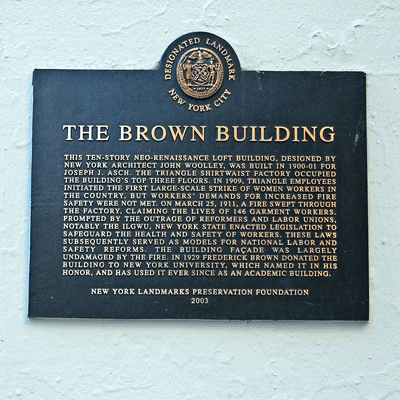 DESIGNATED LANDMARK
NEW YORK CITY
THE BROWN BUILDING
THIS TEN-STORY NEO-RENAISSANCE LOFT BUILDING, DESIGNED BY
NEW YORK ARCHITECT JOHN WOOLLEY, WAS BUILT IN 1900-01 FOR
JOSEPH J. ASCH. THE TRIANGLE SHIRTWAIST FACTORY OCCUPIED
THE BUILDING'S TOP THREE FLOORS. IN 1909, TRIANGLE EMPLOYEES
INITIATED THE FIRST LARGE-SCALE STRIKE OF WOMEN WORKERS IN
THE COUNTRY, BUT WORKERS' DEMANDS FOR INCREASED FIRE
SAFETY WERE NOT MET. ON MARCH 25, 1911, A FIRE SWEPT THROUGH
THE FACTORY, CLAIMING THE LIVES OF 146 GARMENT WORKERS.
PROMPTED BY THE OUTRAGE OF REFORMERS AND LABOR UNIONS,
NOTABLY THE ILGWU, NEW YORK STATE ENACTED LEGISLATION TO
SAFEGUARD THE HEALTH AND SAFETY OF WORKERS. THESE LAWS
SUBSEQUENTLY SERVED AS MODELS FOR NATIONAL LABOR AND
SAFETY REFORMS. THE BUILDING FAÇADE WAS LARGELY
UNDAMAGED BY THE FIRE. IN 1929 FREDERICK BROWN DONATED THE
BUILDING TO NEW YORK UNIVERSITY, WHICH NAMED IT IN HIS
HONOR, AND HAS USED IT EVER SINCE AS AN ACADEMIC BUILDING.
NEW YORK LANDMARKS PRESERVATION FOUNDATION
2003